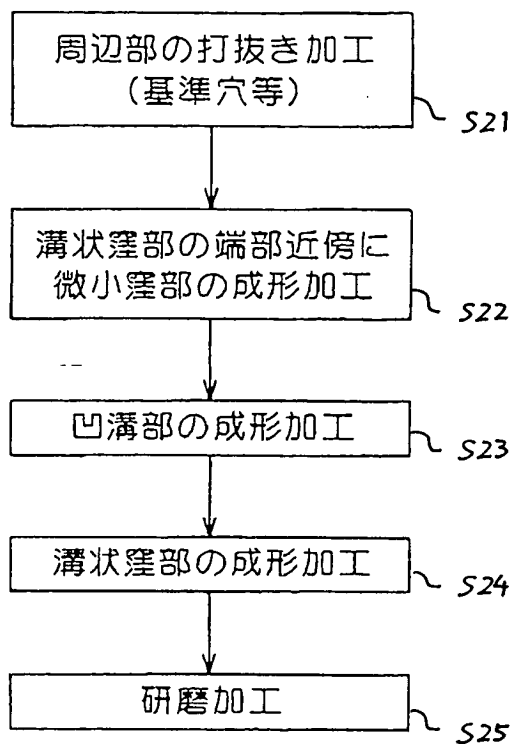 周辺部の打抜き加工
(基準穴等)
S21
溝状窪部の端部近傍に
微小窪部の成形加工
S22
凹溝部の成形加工
S23
溝状窪部の成形加工
S24
研磨加工
S25